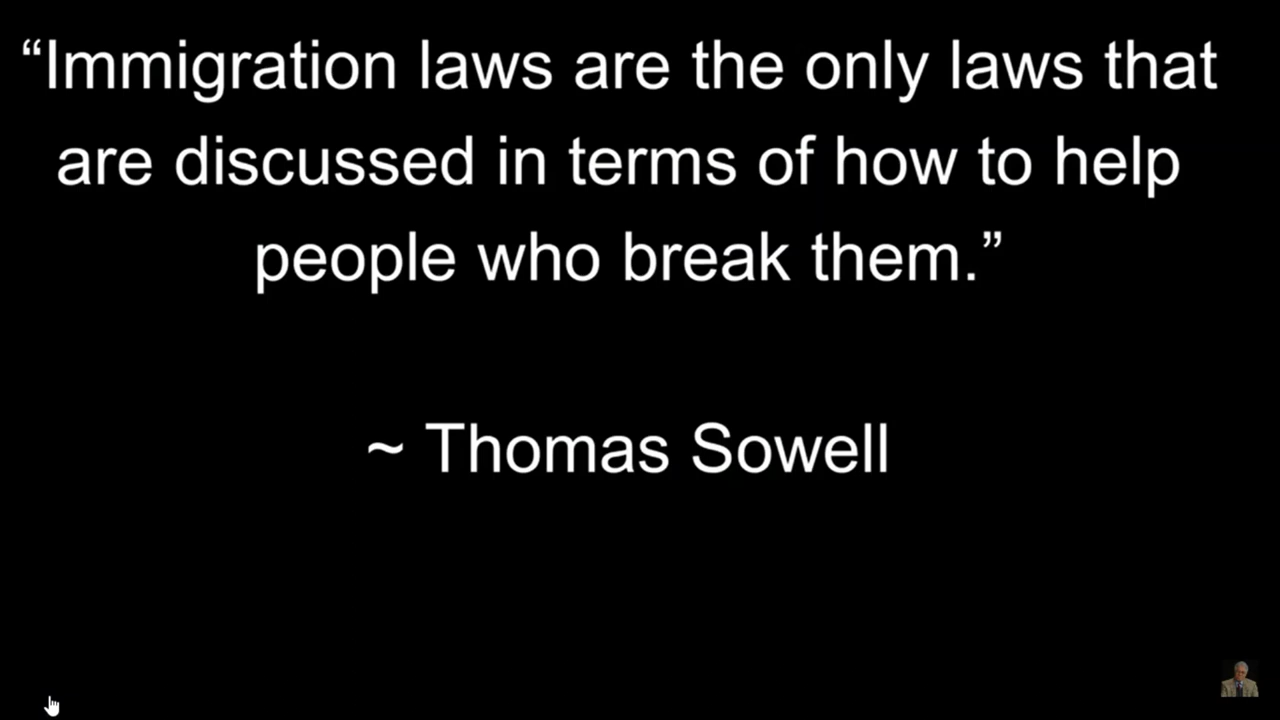 “Immigration laws are the only laws that
are discussed in terms of how to help
people who break them.”
~ Thomas Sowell